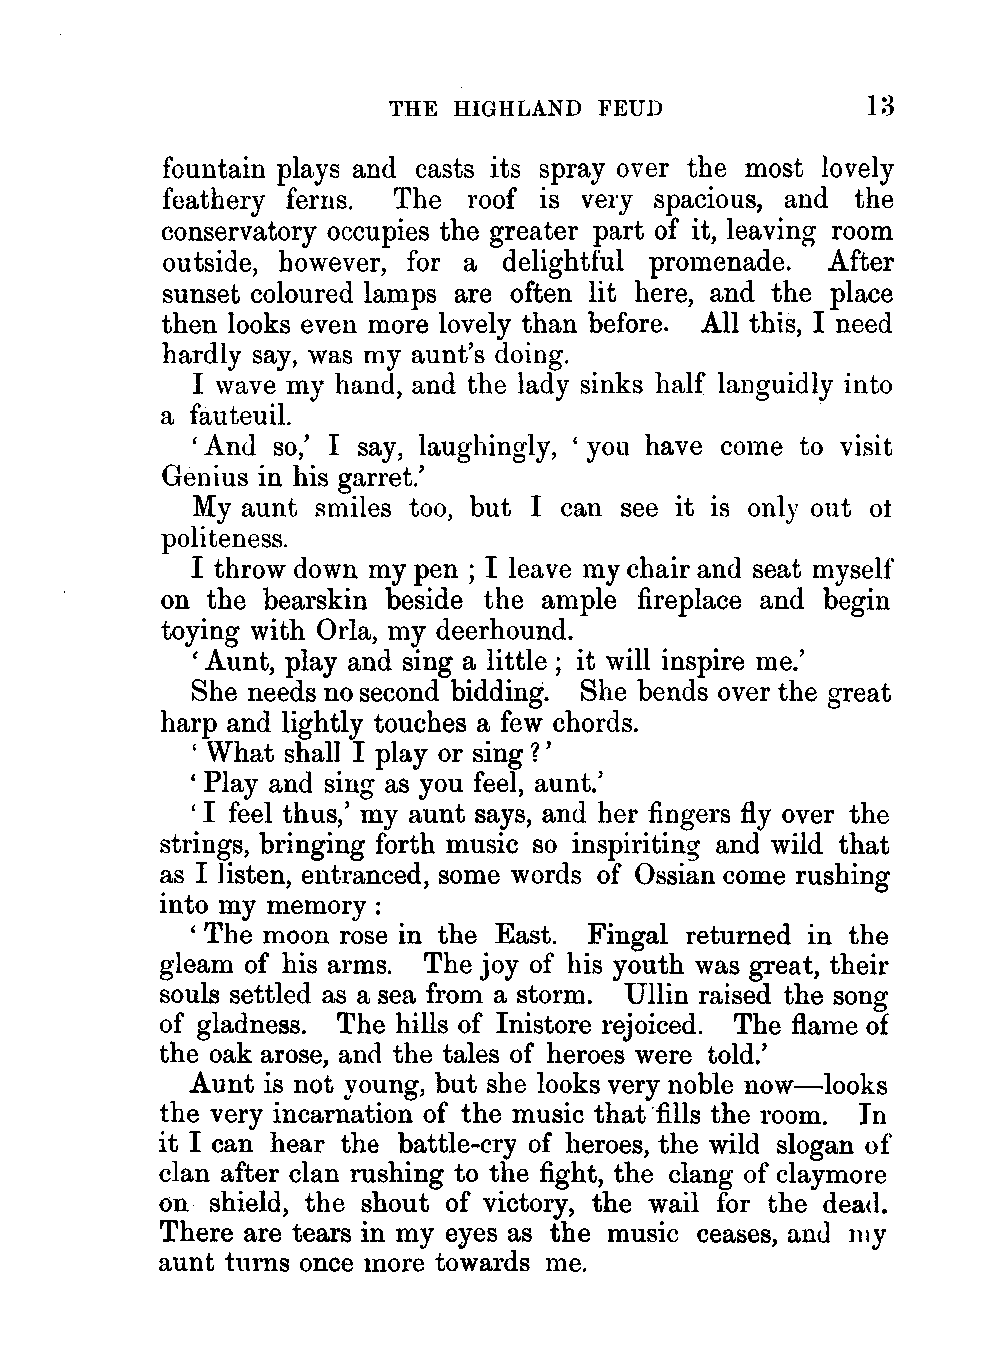 THE HIGHLAND FEUD 13
fountain plays and casts its spray over the most lovely
feathery ferns. The roof is very spacious, and the
conservatory occupies the greater part of it, leaving room
outside, however, for a delightful promenade. After
sunset coloured lamps are often lit here, and the place
then looks even more lovely than before. All this, I need
hardly say, was my aunt's doing.
I wave my hand, and the lady sinks half languidly into
a fauteuil.
‘And so,’ I say, laughingly, ‘you have come to visit
Genius in his garret.’
My aunt smiles too, but I can see it is only out of
politeness.
I throw down my pen ; I leave my chair and seat myself
on the bearskin beside the ample fireplace and begin
toying with Orla, my deerhound.
‘Aunt, play and sing a little ; it will inspire me.’
She needs no second bidding. She bends over the great
harp and lightly touches a few chords.
‘What shall I play or sing ?’
‘Play and sing as you feel, aunt.’
‘I feel thus,’ my aunt says, and her fingers fly over the
strings, bringing forth music so inspiriting and wild that
as I listen, entranced, some words of Ossian come rushing
into my memory :
‘The moon rose in the East. Fingal returned in the
gleam of his arms. The joy of his youth was great, their
souls settled as a sea from a storm. Ullin raised the song
of gladness. The hills of Inistore rejoiced. The flame of
the oak arose, and the tales of heroes were told.’
Aunt is not young, but she looks very noble now—looks
the very incarnation of the music that fills the room. In
it I can hear the battle-cry of heroes, the wild slogan of
clan after clan rushing to the fight, the clang of claymore
on shield, the shout of victory, the wail for the dead.
There are tears in my eyes as the music ceases, and my
aunt turns once more towards me.